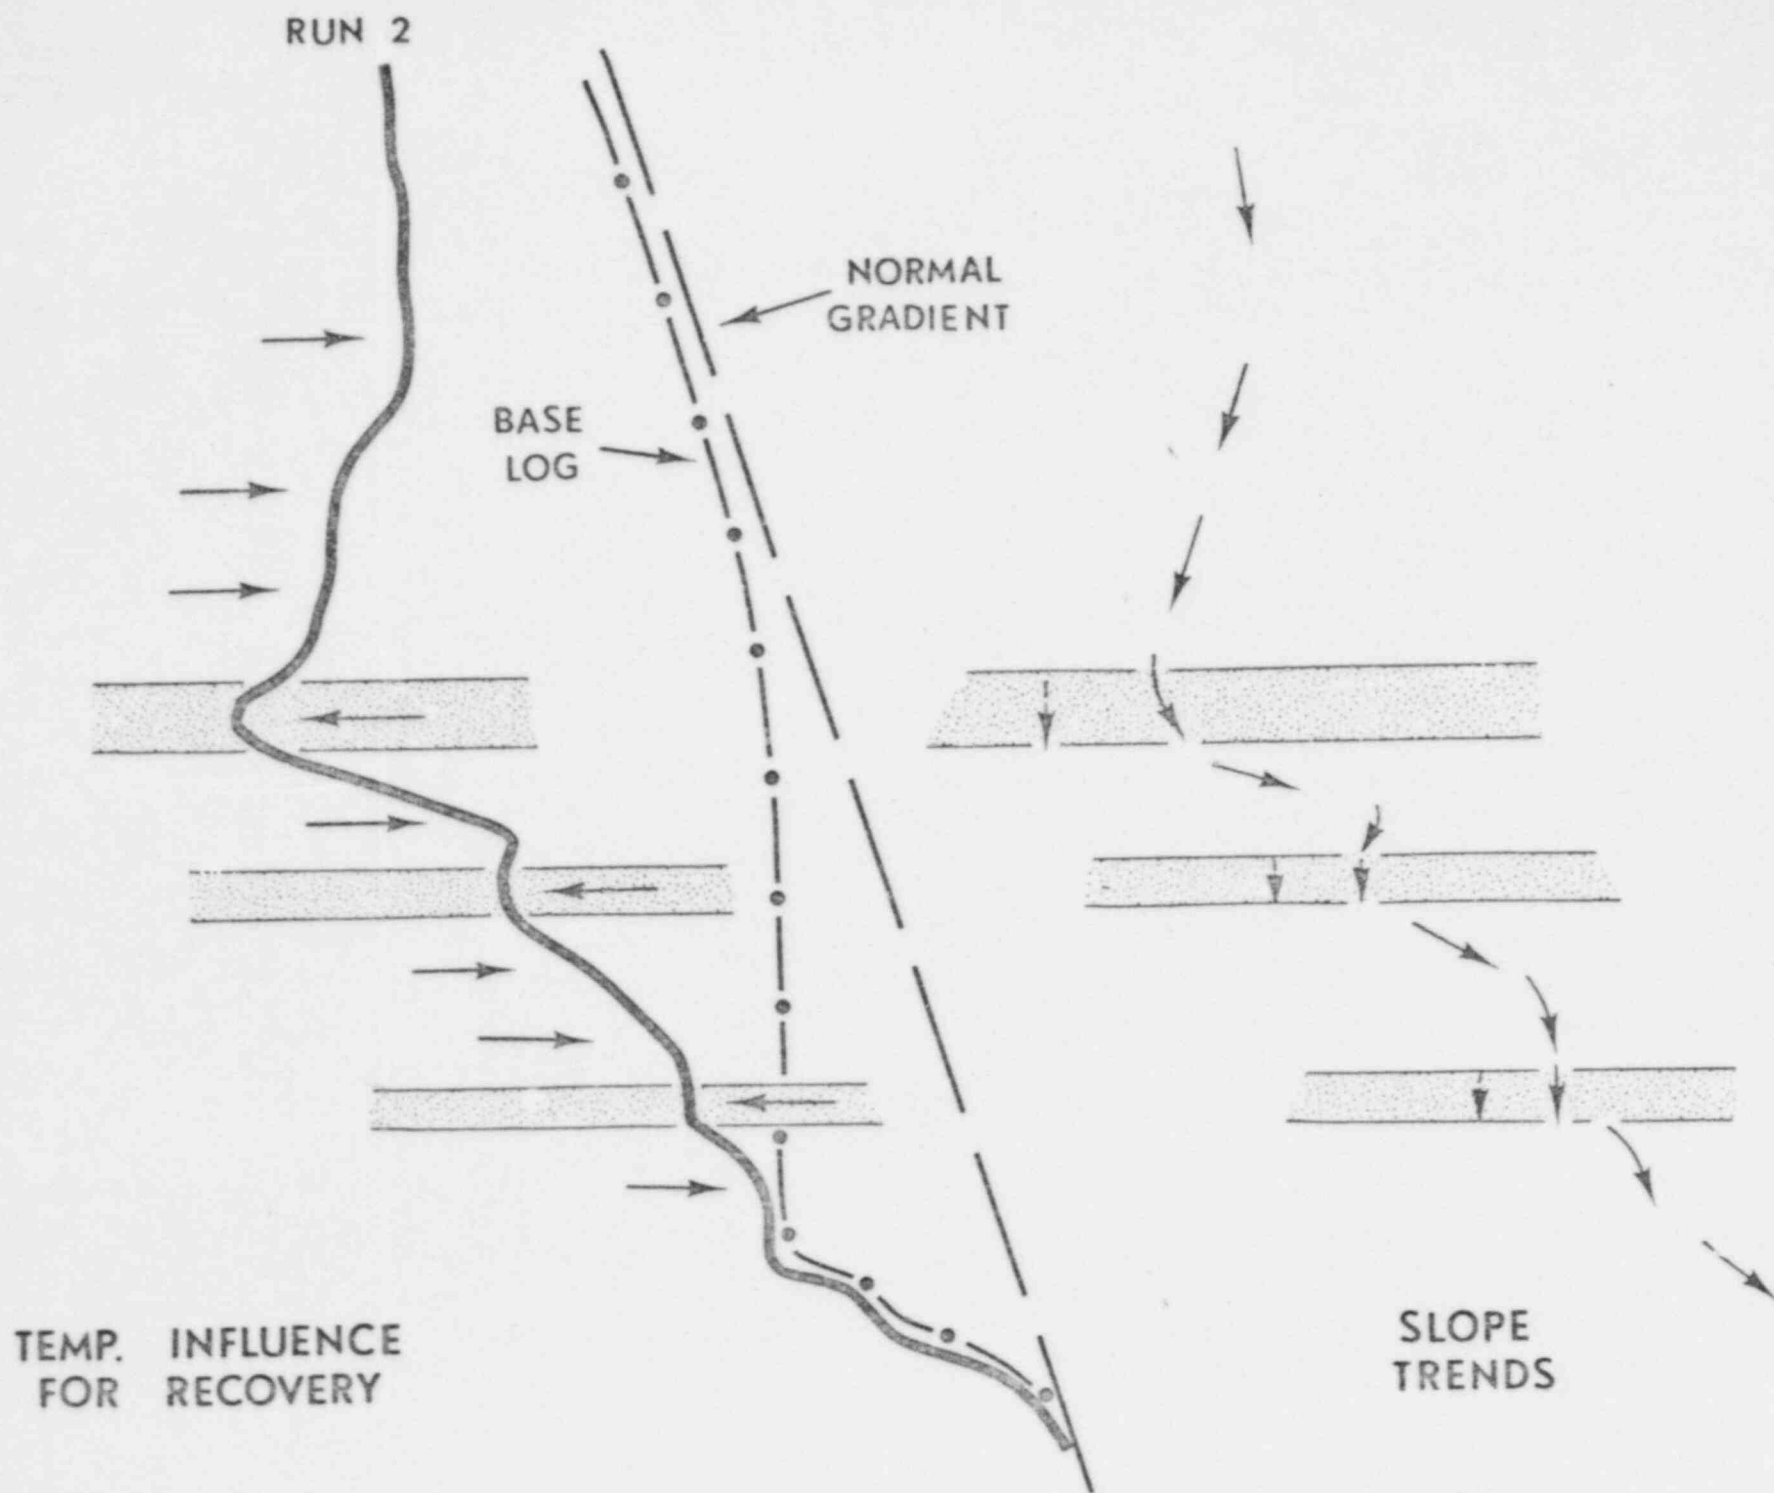 RUN 2
NORMAL
GRADIENT
BASE
LOG
TEMP. INFLUENCE
FOR RECOVERY
SLOPE
TRENDS